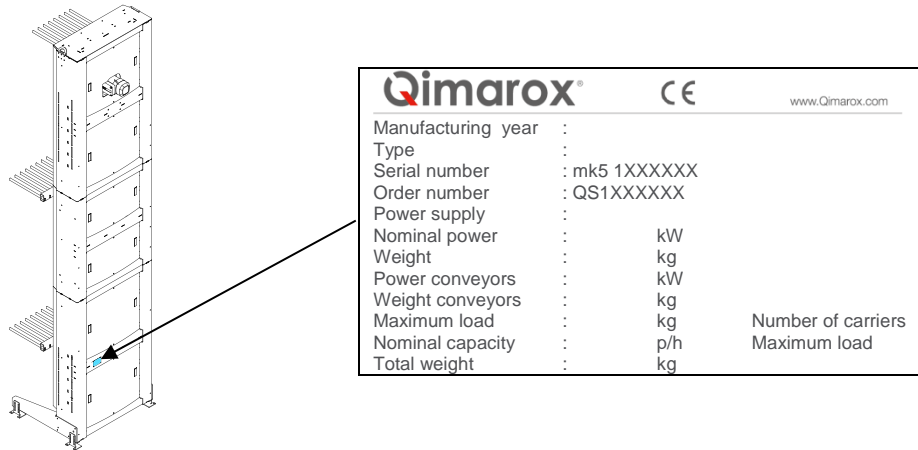 Qimarox® CE www.Qimarox.com
Manufacturing year :
Type :
Serial number : mk5 1XXXXXX
Order number : QS1XXXXXX
Power supply :
Nominal power : kW
Weight : kg
Power conveyors : kW
Weight conveyors : kg
Maximum load : kg Number of carriers
Nominal capacity : p/h Maximum load
Total weight : kg